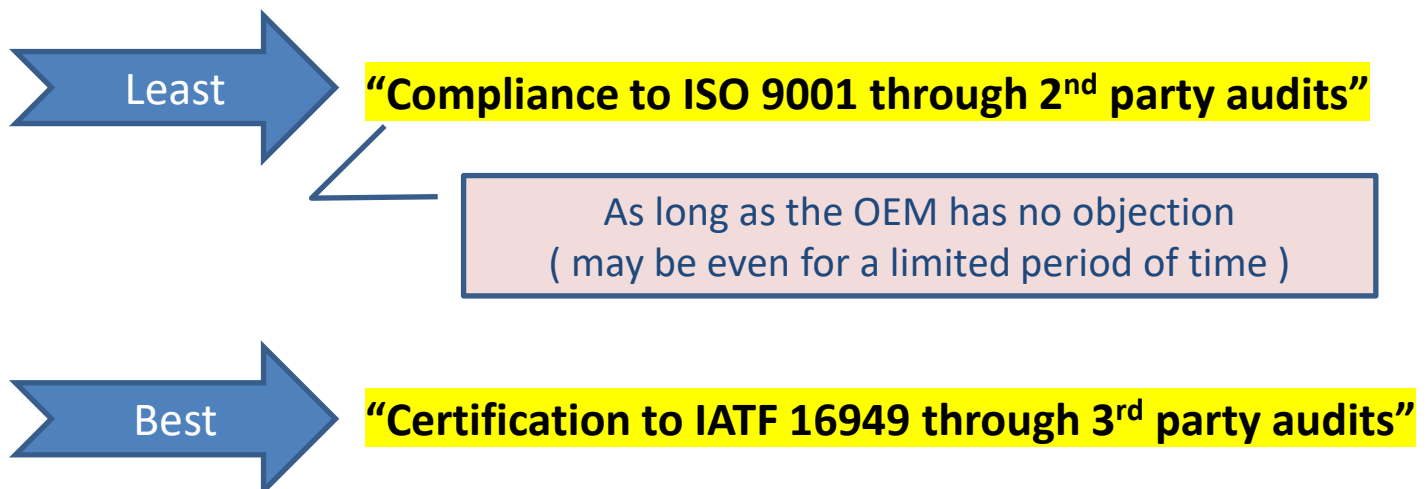 Least
“Compliance to ISO 9001 through 2nd party audits”
As long as the OEM has no objection
( may be even for a limited period of time )
Best
“Certification to IATF 16949 through 3rd party audits”